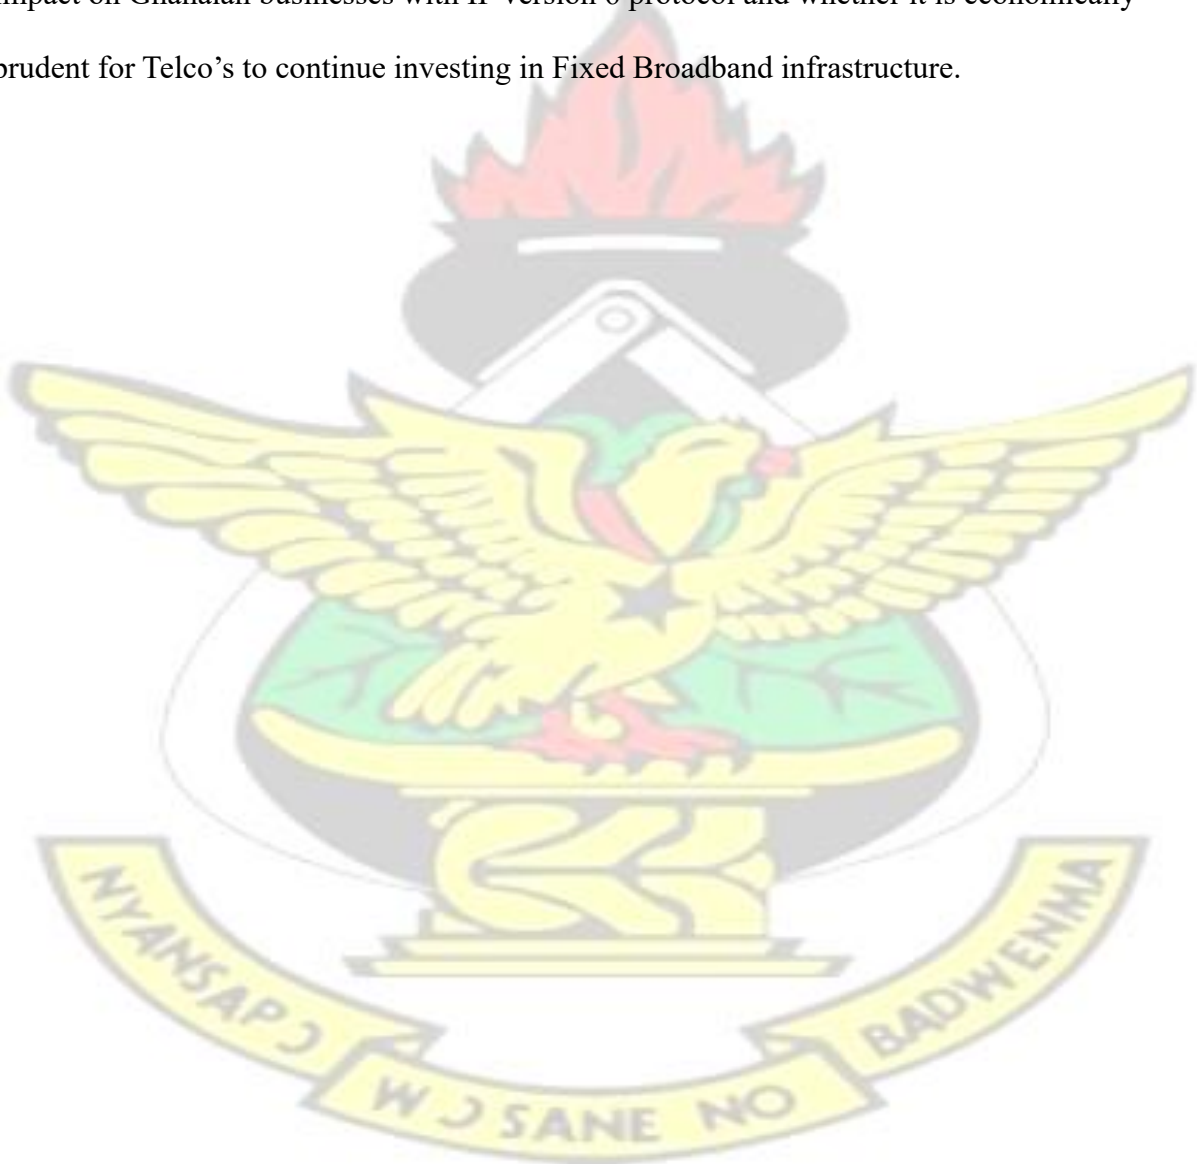 impact on Ghanaian businesses with IP version 6 protocol and whether it is economically
prudent for Telco’s to continue investing in Fixed Broadband infrastructure.
NYANSAPƆ
WƆSANE NO
BADWENMA